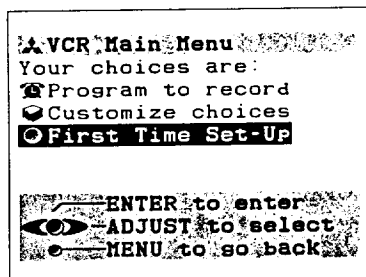 VCR Main Menu
Your choices are:
Program to record
Customize choices
First Time Set-Up
ENTER to enter
ADJUST to select
MENU to go back